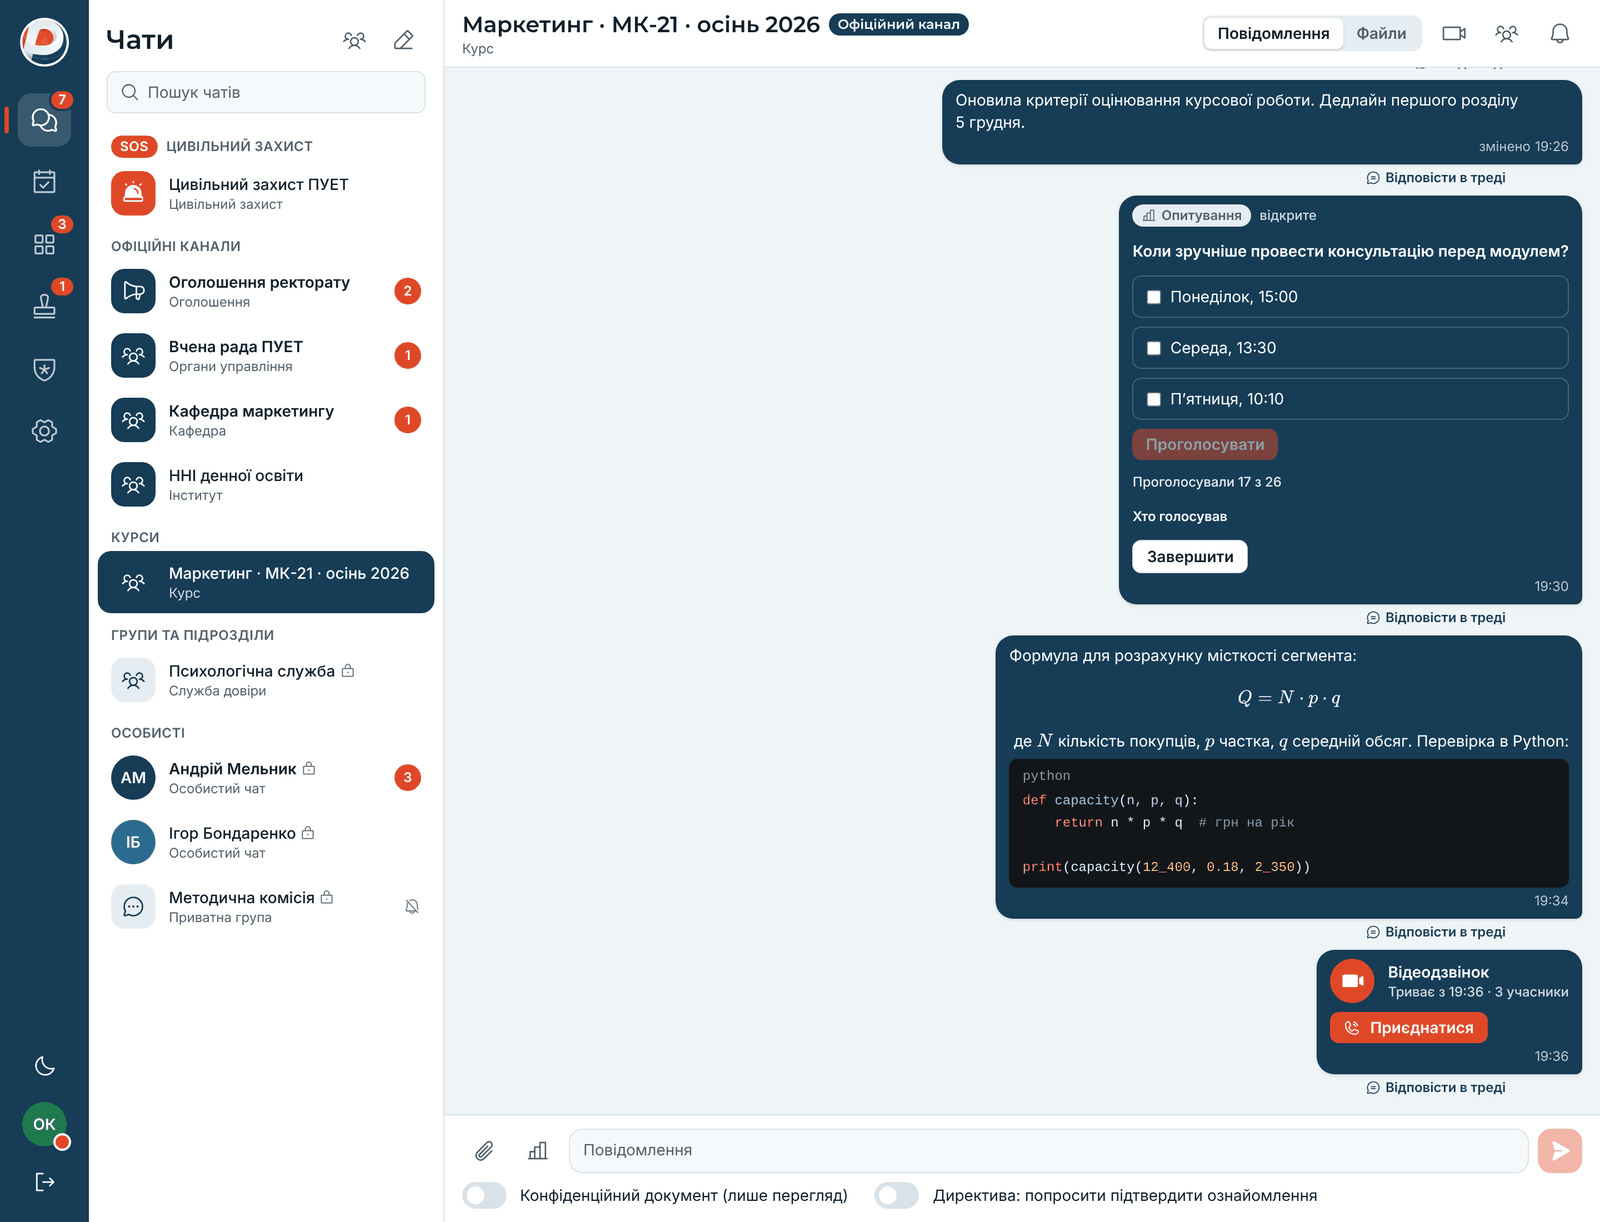 7
3
1
ОК
Чати
Пошук чатів
SOS ЦИВІЛЬНИЙ ЗАХИСТ
Цивільний захист ПУЕТ
Цивільний захист
ОФІЦІЙНІ КАНАЛИ
Оголошення ректорату
Оголошення
2
Вчена рада ПУЕТ
Органи управління
1
Кафедра маркетингу
Кафедра
1
ННІ денної освіти
Інститут
КУРСИ
Маркетинг · МК-21 · осінь 2026
Курс
ГРУПИ ТА ПІДРОЗДІЛИ
Психологічна служба
Служба довіри
ОСОБИСТІ
АМ
Андрій Мельник
Особистий чат
3
ІБ
Ігор Бондаренко
Особистий чат
Методична комісія
Приватна група
Маркетинг · МК-21 · осінь 2026 Офіційний канал
Курс
Повідомлення Файли
Оновила критерії оцінювання курсової роботи. Дедлайн першого розділу
5 грудня.
змінено 19:26
Відповісти в треді
Опитування відкрите
Коли зручніше провести консультацію перед модулем?
Понеділок, 15:00
Середа, 13:30
П’ятниця, 10:10
Проголосувати
Проголосували 17 з 26
Хто голосував
Завершити
19:30
Відповісти в треді
Формула для розрахунку місткості сегмента:
Q = N · p · q
де N кількість покупців, p частка, q середній обсяг. Перевірка в Python:
python
def capacity(n, p, q):
    return n * p * q  # грн на рік
print(capacity(12_400, 0.18, 2_350))
19:34
Відповісти в треді
Відеодзвінок
Триває з 19:36 · 3 учасники
Приєднатися
19:36
Відповісти в треді
Повідомлення
Конфіденційний документ (лише перегляд) Директива: попросити підтвердити ознайомлення